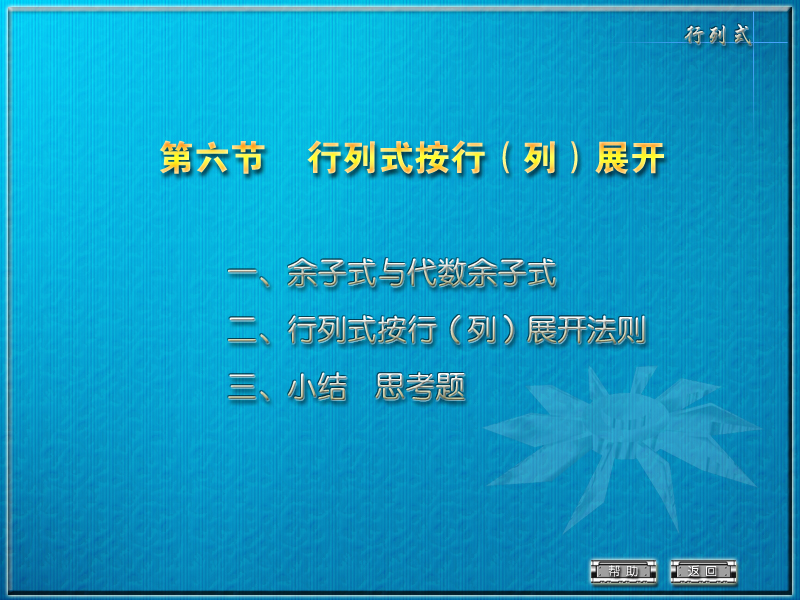 行列式
第六节 行列式按行（列）展开
一、余子式与代数余子式
二、行列式按行（列）展开法则
三、小结 思考题
帮助 返回